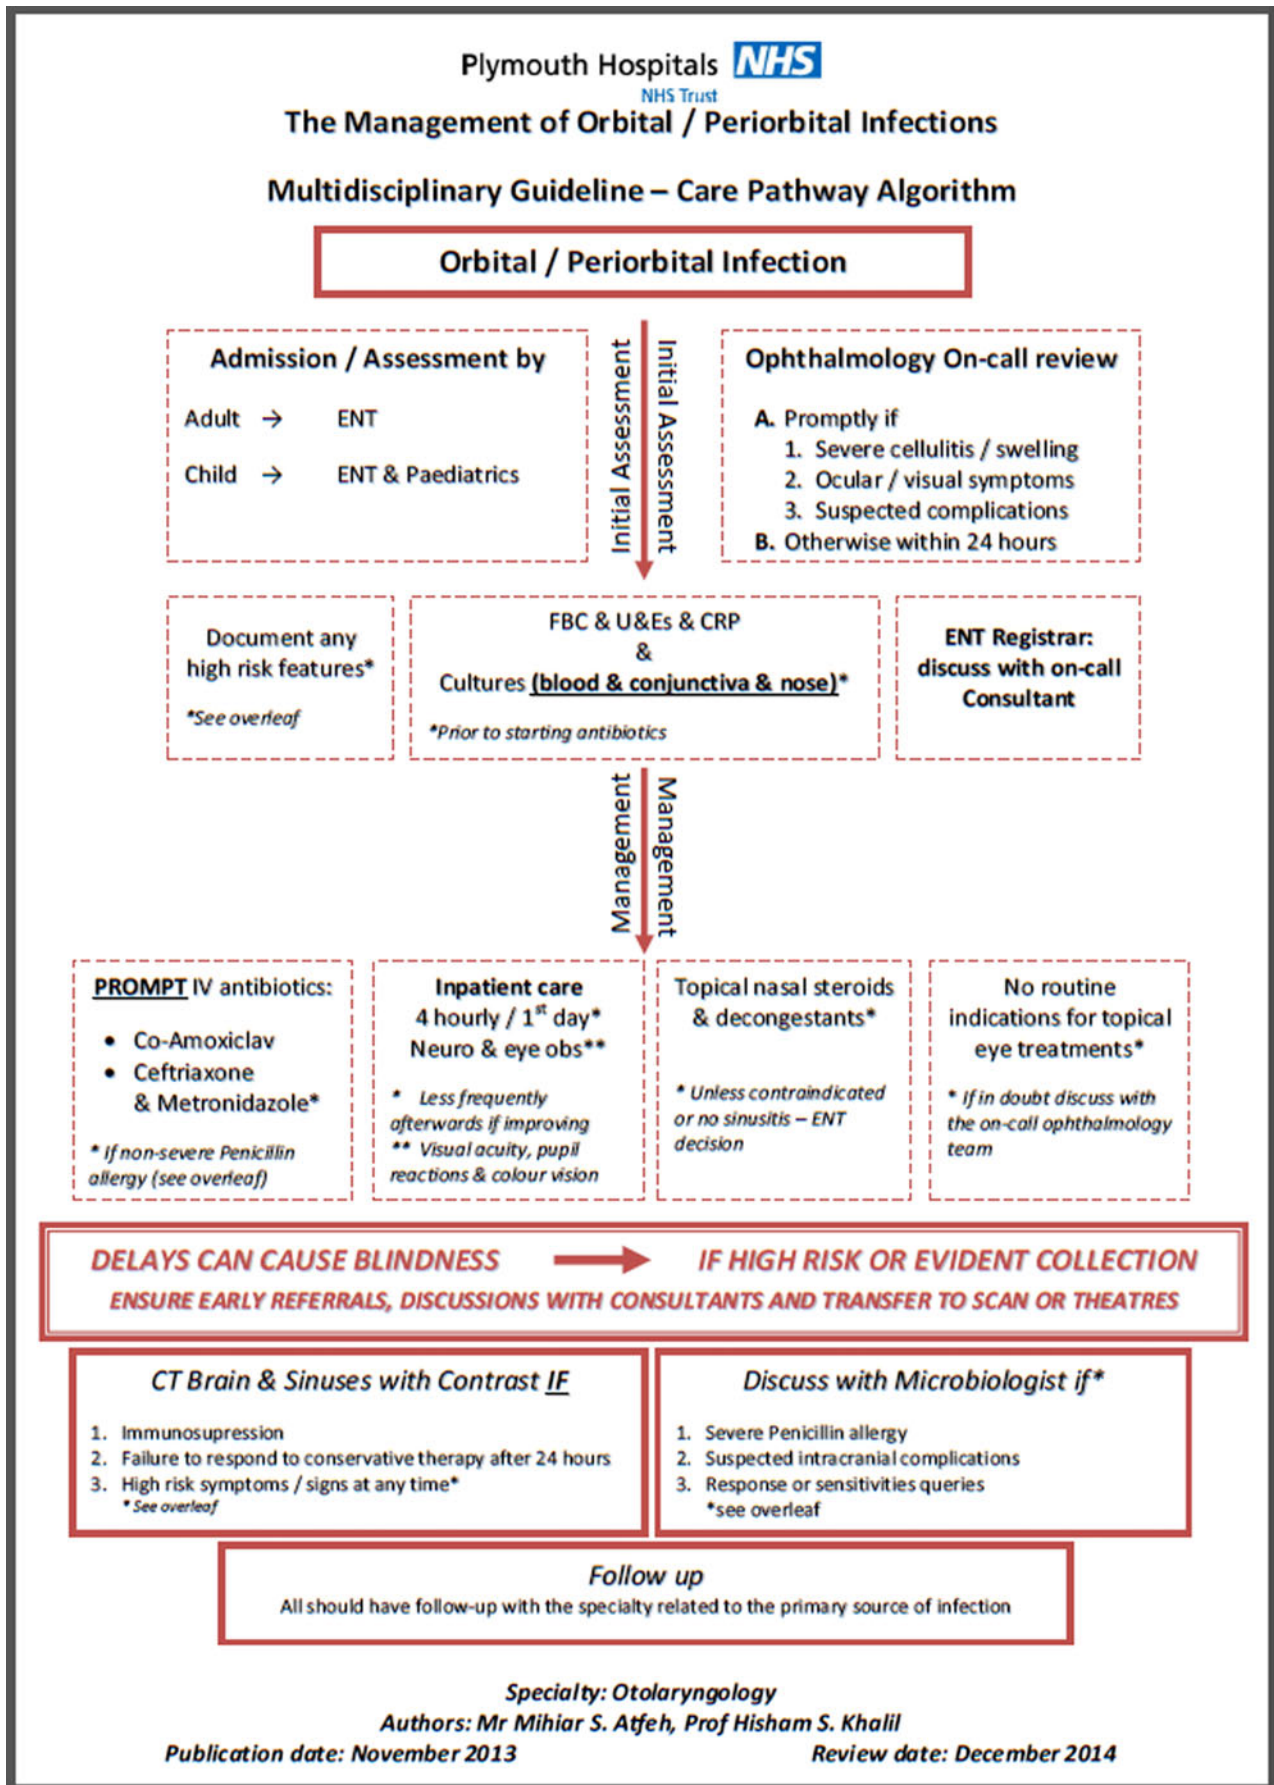 Plymouth Hospitals NHS
NHS Trust
The Management of Orbital / Periorbital Infections
Multidisciplinary Guideline – Care Pathway Algorithm
Orbital / Periorbital Infection
Admission / Assessment by
Adult → ENT
Child → ENT & Paediatrics
Initial Assessment
Initial Assessment
Ophthalmology On-call review
A. Promptly if
1. Severe cellulitis / swelling
2. Ocular / visual symptoms
3. Suspected complications
B. Otherwise within 24 hours
Document any
high risk features*
*See overleaf
FBC & U&Es & CRP
&
Cultures (blood & conjunctiva & nose)*
*Prior to starting antibiotics
ENT Registrar:
discuss with on-call
Consultant
Management
Management
PROMPT IV antibiotics:
• Co-Amoxiclav
• Ceftriaxone
& Metronidazole*
* If non-severe Penicillin
allergy (see overleaf)
Inpatient care
4 hourly / 1st day*
Neuro & eye obs**
* Less frequently
afterwards if improving
** Visual acuity, pupil
reactions & colour vision
Topical nasal steroids
& decongestants*
* Unless contraindicated
or no sinusitis – ENT
decision
No routine
indications for topical
eye treatments*
* If in doubt discuss with
the on-call ophthalmology
team
DELAYS CAN CAUSE BLINDNESS → IF HIGH RISK OR EVIDENT COLLECTION
ENSURE EARLY REFERRALS, DISCUSSIONS WITH CONSULTANTS AND TRANSFER TO SCAN OR THEATRES
CT Brain & Sinuses with Contrast IF
1. Immunosupression
2. Failure to respond to conservative therapy after 24 hours
3. High risk symptoms / signs at any time*
* See overleaf
Discuss with Microbiologist if*
1. Severe Penicillin allergy
2. Suspected intracranial complications
3. Response or sensitivities queries
*see overleaf
Follow up
All should have follow-up with the specialty related to the primary source of infection
Specialty: Otolaryngology
Authors: Mr Mihiar S. Atfeh, Prof Hisham S. Khalil
Publication date: November 2013 Review date: December 2014